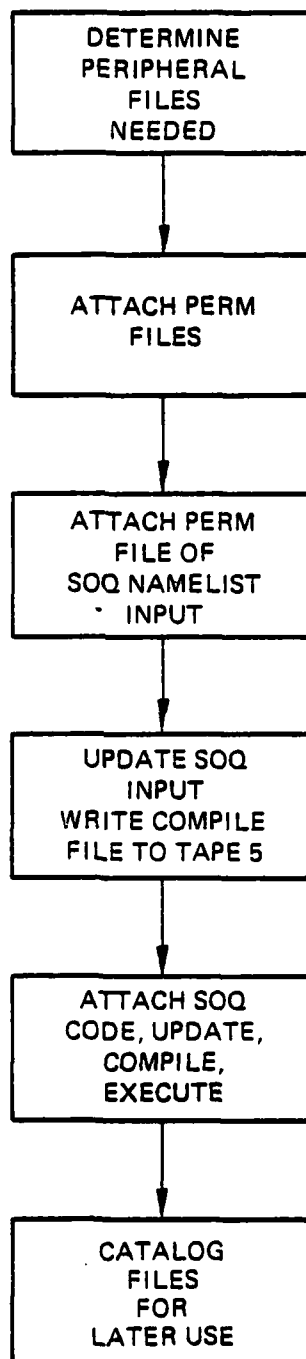 DETERMINE
PERIPHERAL
FILES
NEEDED
ATTACH PERM
FILES
ATTACH PERM
FILE OF
SOQ NAMELIST
INPUT
UPDATE SOQ
INPUT
WRITE COMPILE
FILE TO TAPE 5
ATTACH SOQ
CODE, UPDATE,
COMPILE,
EXECUTE
CATALOG
FILES
FOR
LATER USE